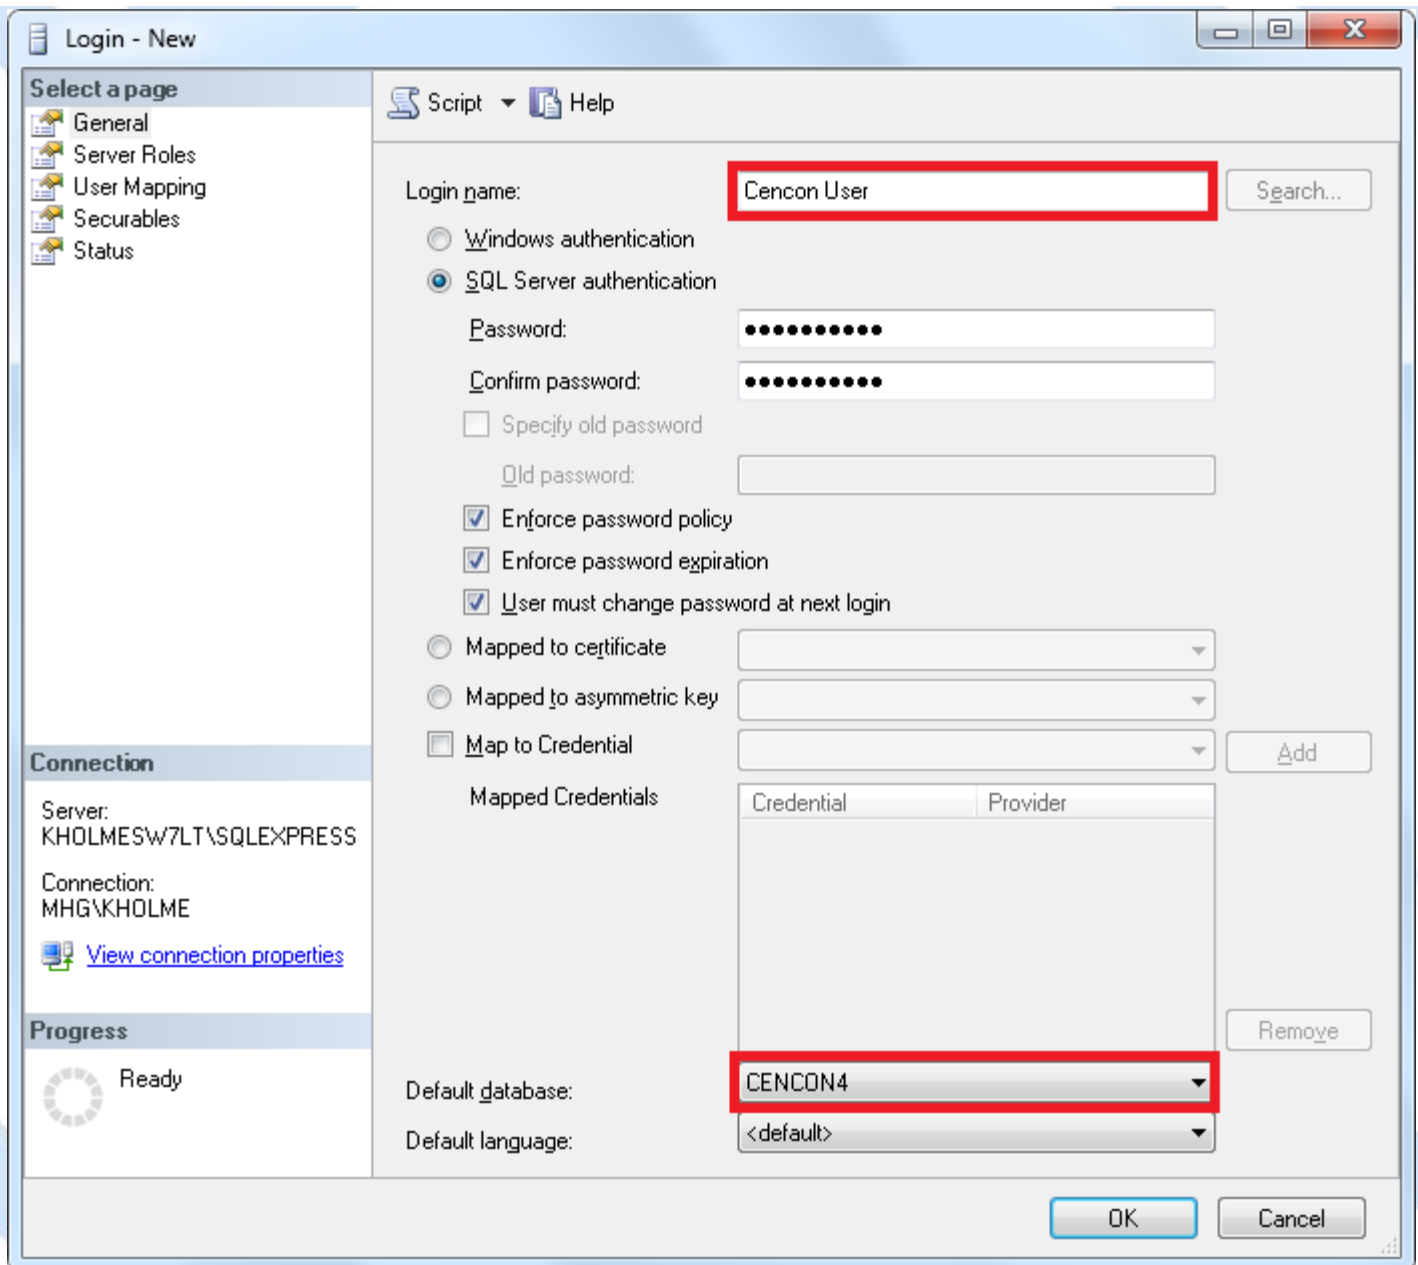 Login - New
Select a page
General
Server Roles
User Mapping
Securables
Status
Connection
Server:
KHOLMESW7LT\SQLEXPRESS
Connection:
MHG\KHOLME
View connection properties
Progress
Ready
Script Help
Login name: Cencon User Search...
Windows authentication
SQL Server authentication
Password: ●●●●●●●●●●
Confirm password: ●●●●●●●●●●
Specify old password
Old password:
Enforce password policy
Enforce password expiration
User must change password at next login
Mapped to certificate
Mapped to asymmetric key
Map to Credential Add
Mapped Credentials Credential Provider
Remove
Default database: CENCON4
Default language: <default>
OK Cancel